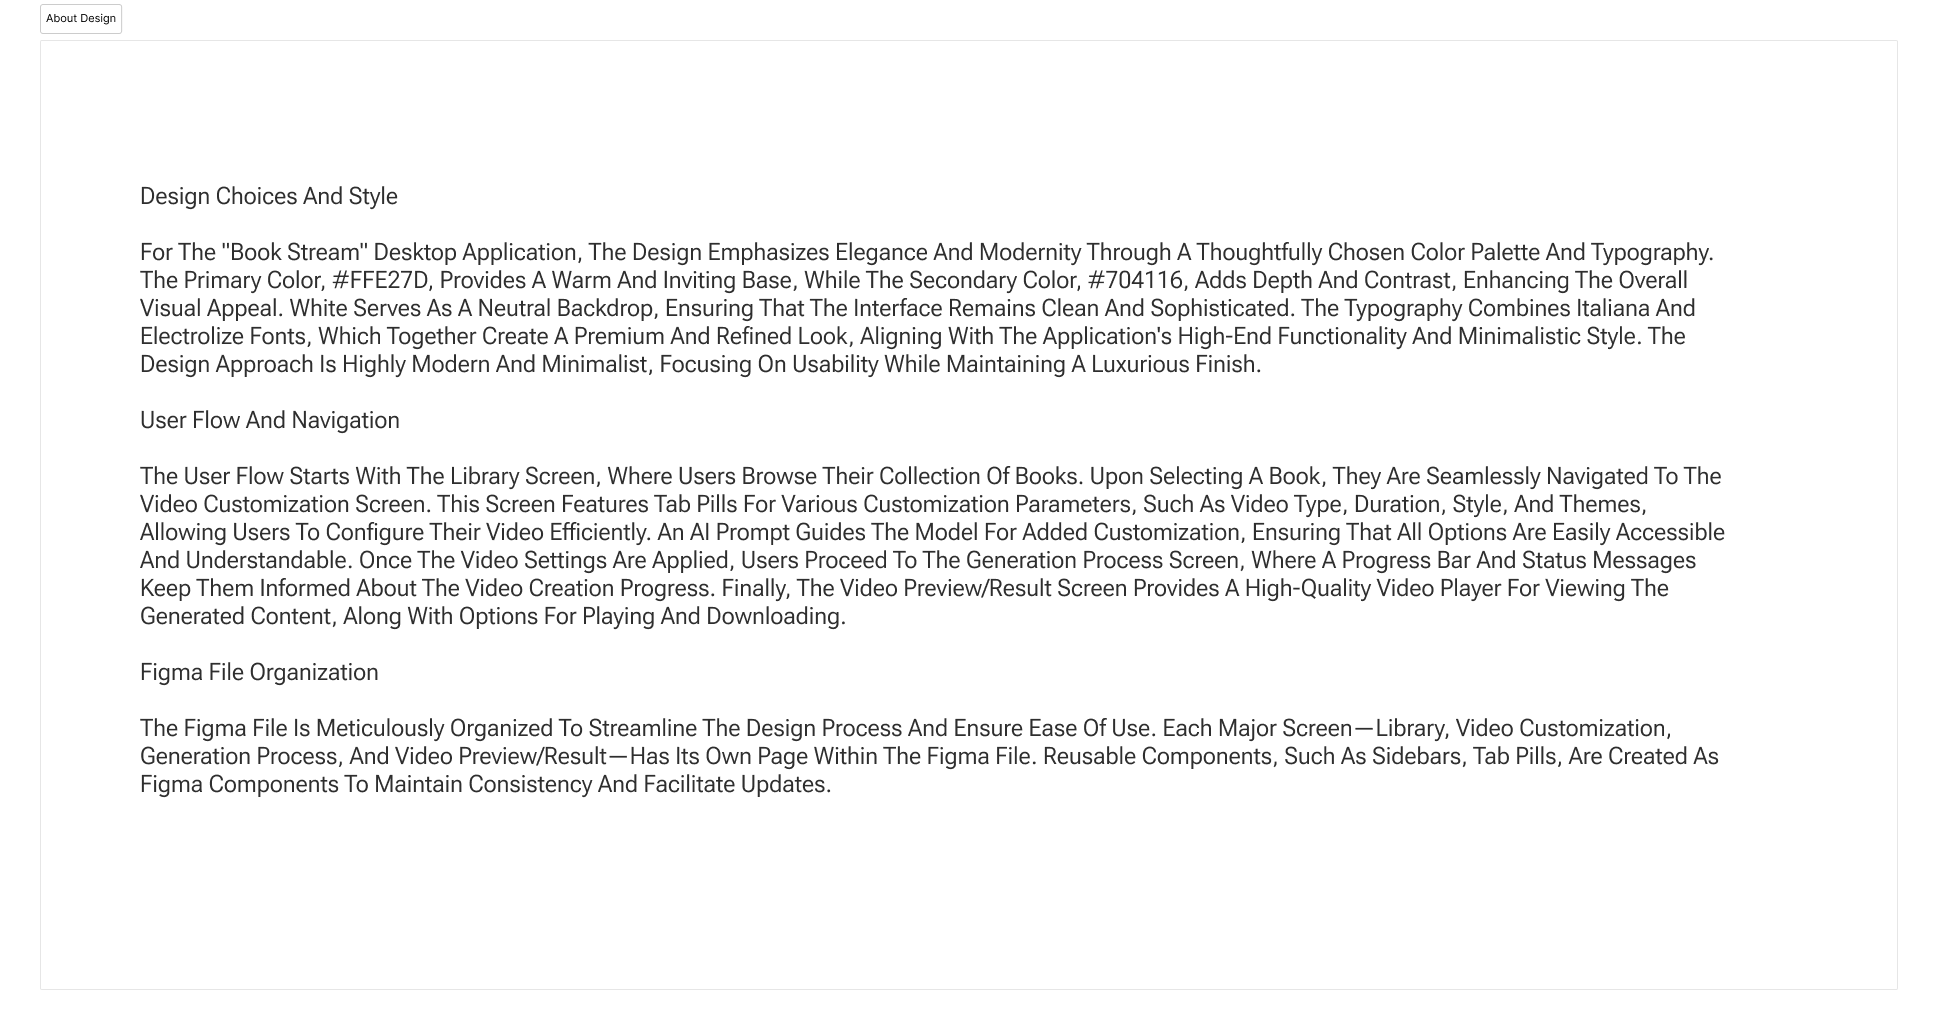 About Design
Design Choices And Style
For The "Book Stream" Desktop Application, The Design Emphasizes Elegance And Modernity Through A Thoughtfully Chosen Color Palette And Typography.
The Primary Color, #FFE27D, Provides A Warm And Inviting Base, While The Secondary Color, #704116, Adds Depth And Contrast, Enhancing The Overall
Visual Appeal. White Serves As A Neutral Backdrop, Ensuring That The Interface Remains Clean And Sophisticated. The Typography Combines Italiana And
Electrolize Fonts, Which Together Create A Premium And Refined Look, Aligning With The Application's High-End Functionality And Minimalistic Style. The
Design Approach Is Highly Modern And Minimalist, Focusing On Usability While Maintaining A Luxurious Finish.
User Flow And Navigation
The User Flow Starts With The Library Screen, Where Users Browse Their Collection Of Books. Upon Selecting A Book, They Are Seamlessly Navigated To The
Video Customization Screen. This Screen Features Tab Pills For Various Customization Parameters, Such As Video Type, Duration, Style, And Themes,
Allowing Users To Configure Their Video Efficiently. An AI Prompt Guides The Model For Added Customization, Ensuring That All Options Are Easily Accessible
And Understandable. Once The Video Settings Are Applied, Users Proceed To The Generation Process Screen, Where A Progress Bar And Status Messages
Keep Them Informed About The Video Creation Progress. Finally, The Video Preview/Result Screen Provides A High-Quality Video Player For Viewing The
Generated Content, Along With Options For Playing And Downloading.
Figma File Organization
The Figma File Is Meticulously Organized To Streamline The Design Process And Ensure Ease Of Use. Each Major Screen—Library, Video Customization,
Generation Process, And Video Preview/Result—Has Its Own Page Within The Figma File. Reusable Components, Such As Sidebars, Tab Pills, Are Created As
Figma Components To Maintain Consistency And Facilitate Updates.